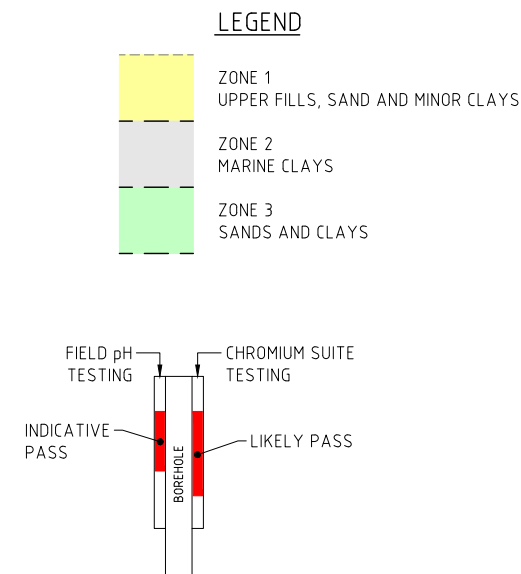 LEGEND
ZONE 1
UPPER FILLS, SAND AND MINOR CLAYS
ZONE 2
MARINE CLAYS
ZONE 3
SANDS AND CLAYS
FIELD pH
TESTING
CHROMIUM SUITE
TESTING
INDICATIVE
PASS
LIKELY PASS
BOREHOLE